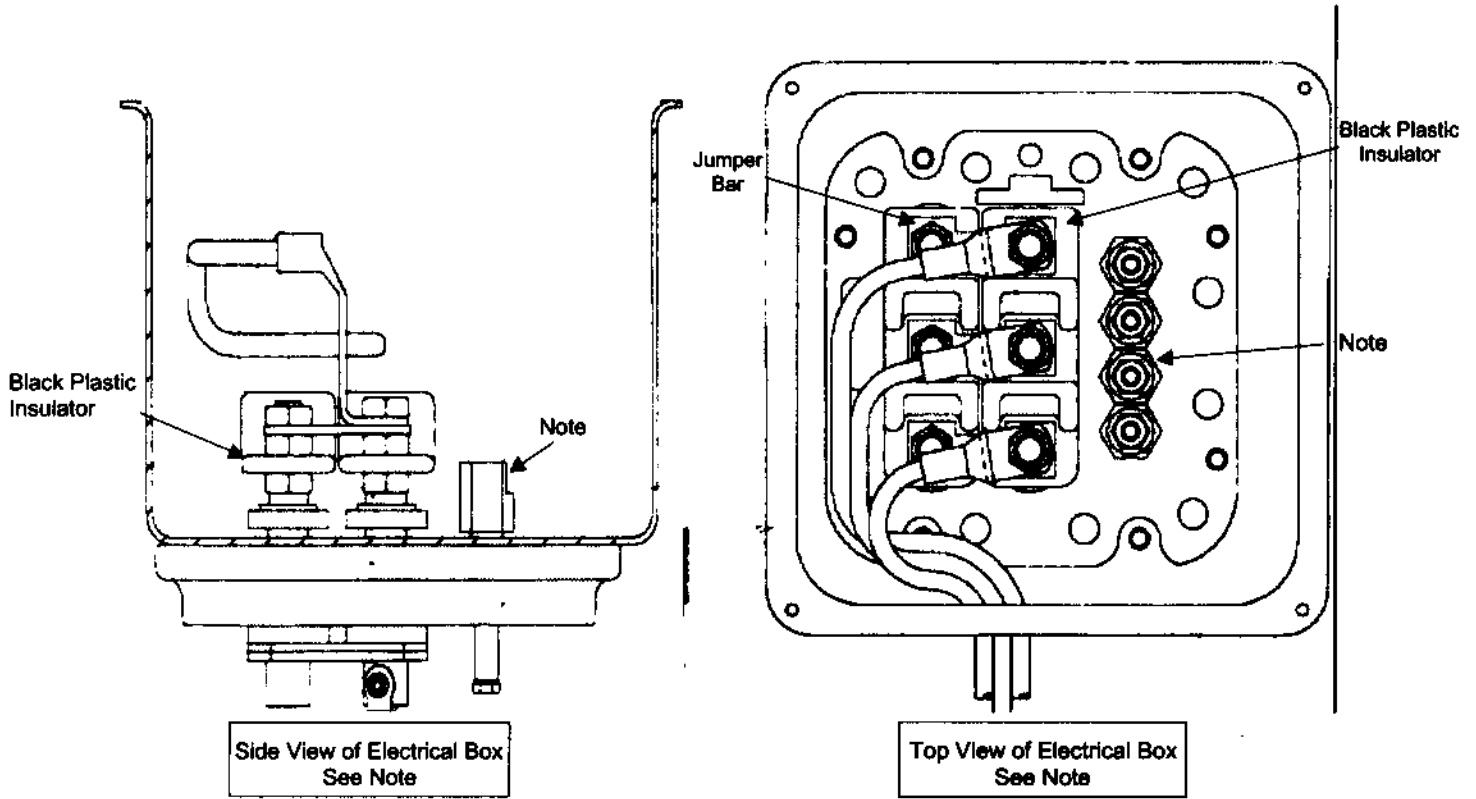 Black Plastic
Insulator
Note
Side View of Electrical Box
See Note
Jumper
Bar
Black Plastic
Insulator
Note
Top View of Electrical Box
See Note